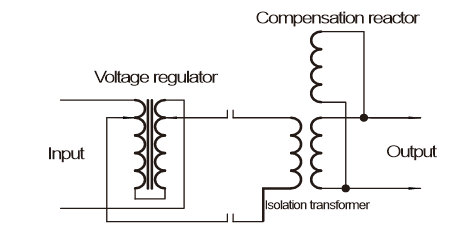 Compensation reactor
Voltage regulator
Input
Output
Isolation transformer